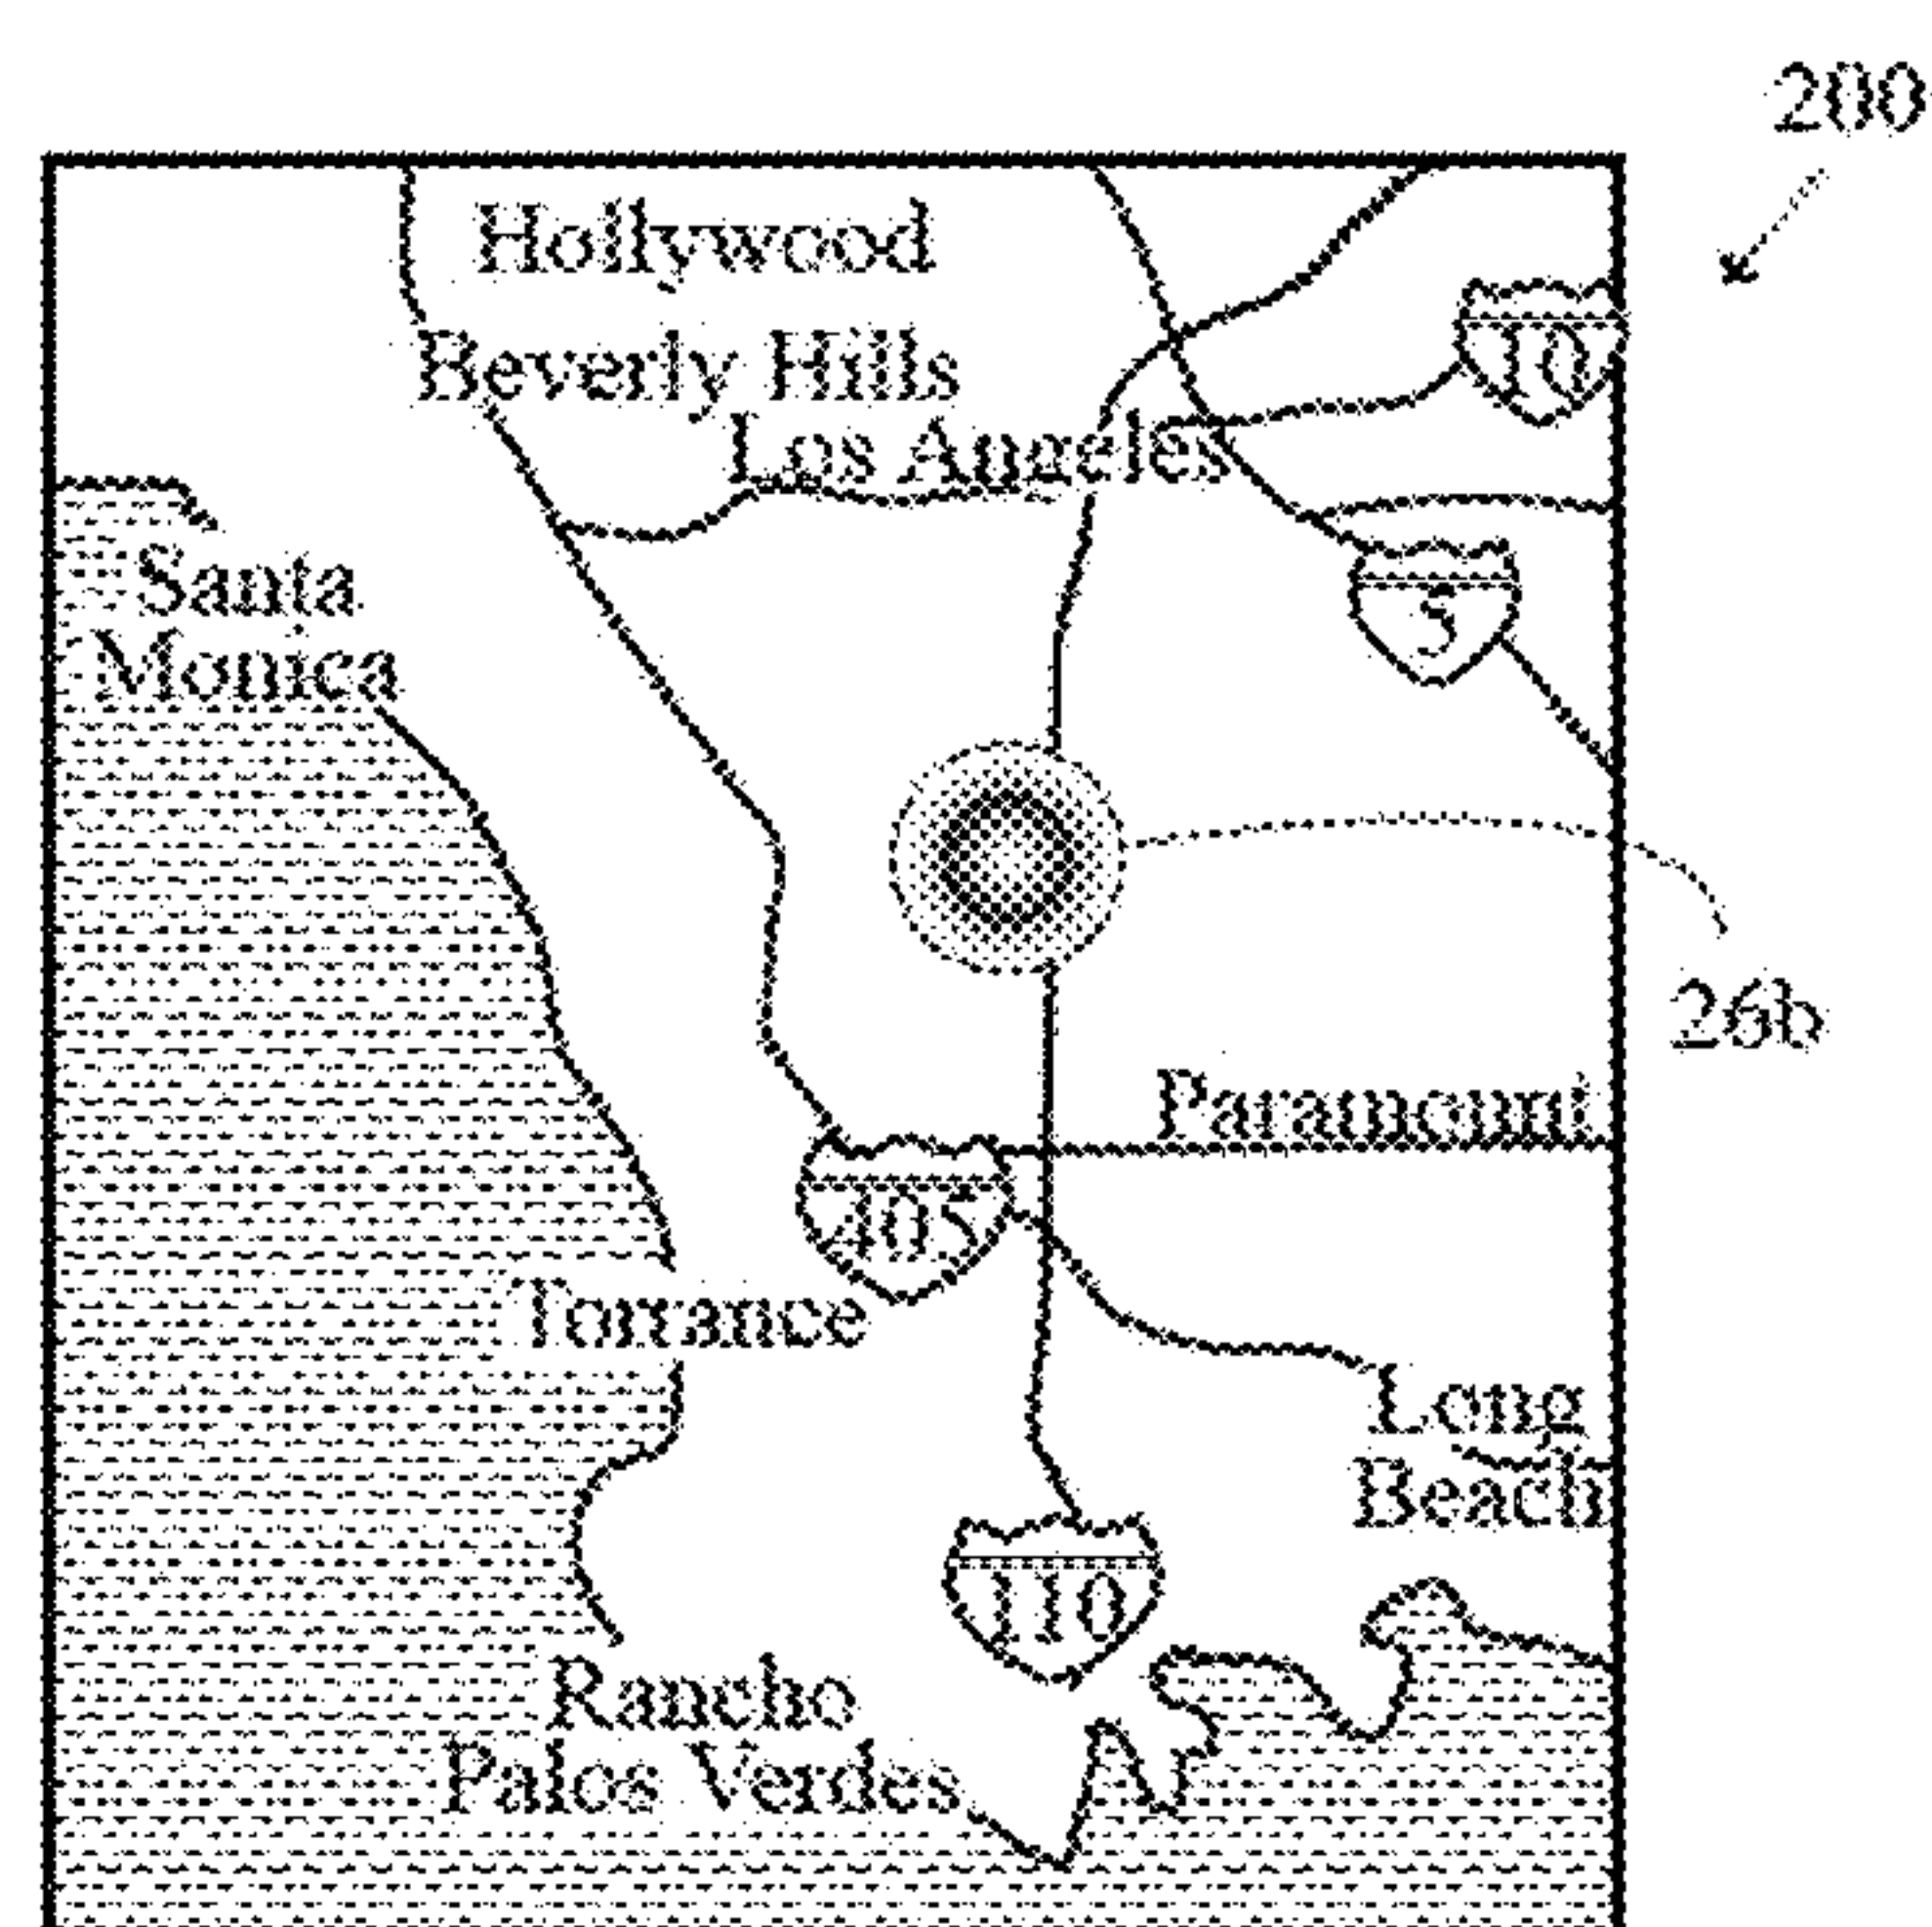 200
Hollywood
10
Beverly Hills
Los Angeles
5
Santa
Monica
26b
Paramount
405
Torrance
Long
Beach
110
Rancho
Palos Verdes